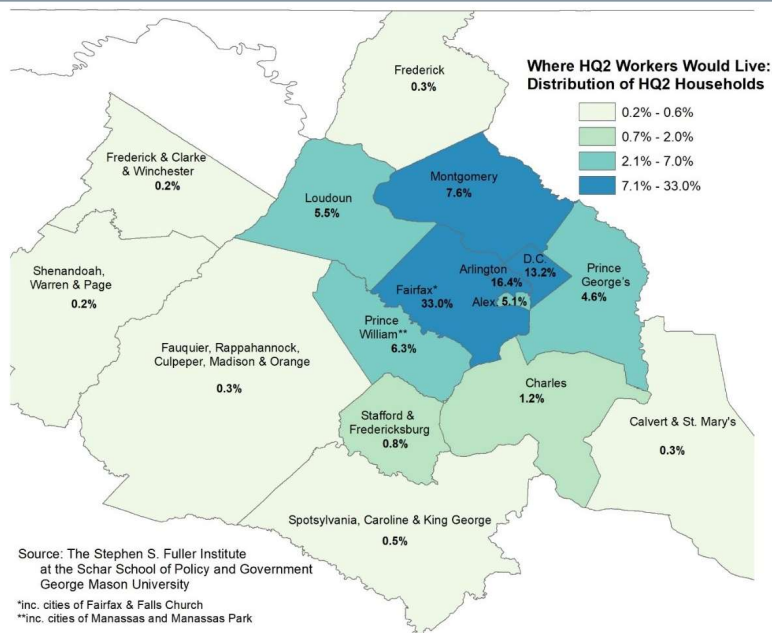 Where HQ2 Workers Would Live:
Distribution of HQ2 Households
0.2% - 0.6%
0.7% - 2.0%
2.1% - 7.0%
7.1% - 33.0%
Frederick
0.3%
Frederick & Clarke
& Winchester
0.2%
Loudoun
5.5%
Montgomery
7.6%
Shenandoah,
Warren & Page
0.2%
Fairfax*
33.0%
Arlington
16.4%
D.C.
13.2%
Alex. 5.1%
Prince
George's
4.6%
Prince
William**
6.3%
Fauquier, Rappahannock,
Culpeper, Madison & Orange
0.3%
Stafford &
Fredericksburg
0.8%
Charles
1.2%
Calvert & St. Mary's
0.3%
Spotsylvania, Caroline & King George
0.5%
Source: The Stephen S. Fuller Institute
at the Schar School of Policy and Government
George Mason University
*inc. cities of Fairfax & Falls Church
**inc. cities of Manassas and Manassas Park